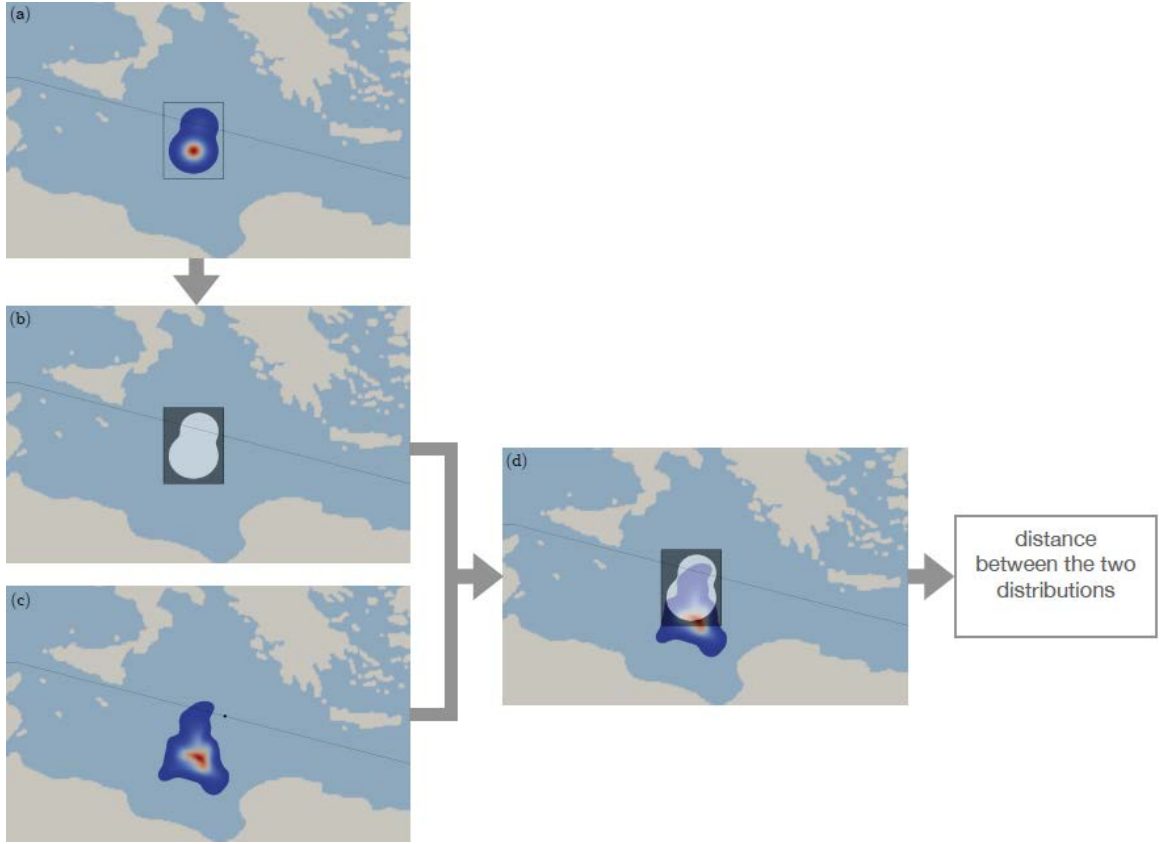 (a)
(b)
(c)
(d)
distance
between the two
distributions